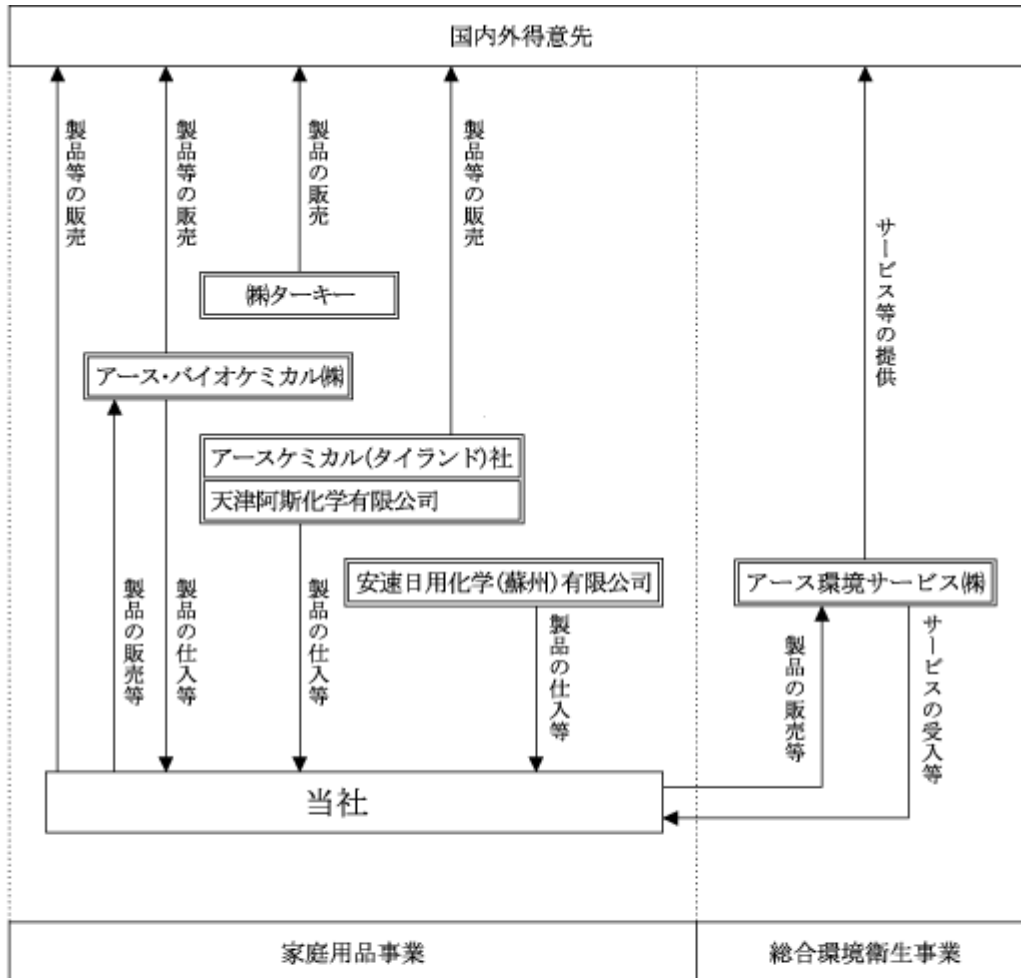 国内外得意先
製品等の販売
製品等の販売
製品の販売
製品等の販売
サービス等の提供
㈱ターキー
アース・バイオケミカル㈱
アースケミカル(タイランド)社
天津阿斯化学有限公司
安速日用化学(蘇州)有限公司
アース環境サービス㈱
製品の販売等
製品の仕入等
製品の仕入等
製品の仕入等
製品の販売等
サービスの受入等
当社
家庭用品事業
総合環境衛生事業